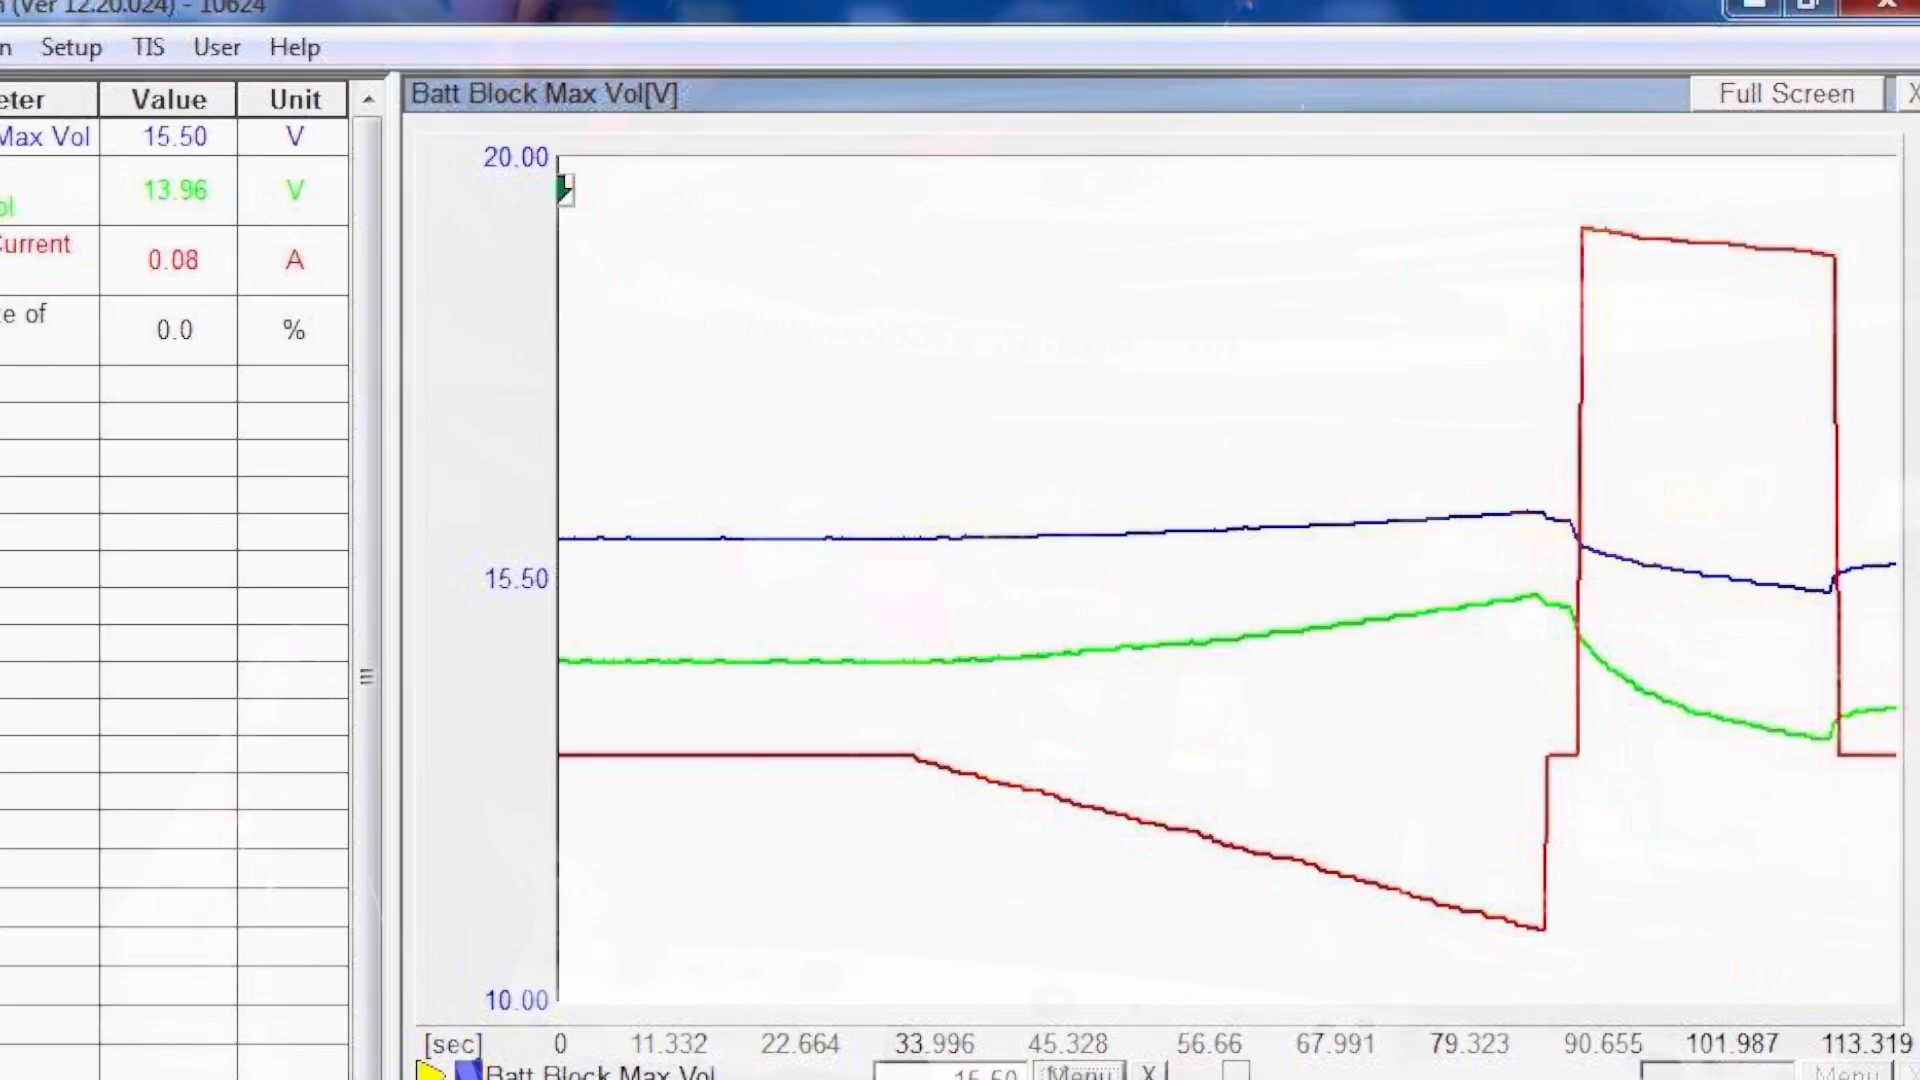 (Ver 12.20.024) - 10624
Setup TIS User Help
eter Value Unit
Max Vol 15.50 V
ol 13.96 V
Current 0.08 A
e of 0.0 %
Batt Block Max Vol[V] Full Screen X
20.00
15.50
10.00
[sec] 0 11.332 22.664 33.996 45.328 56.66 67.991 79.323 90.655 101.987 113.319
Batt Block Max Vol 15.50 Menu X Menu